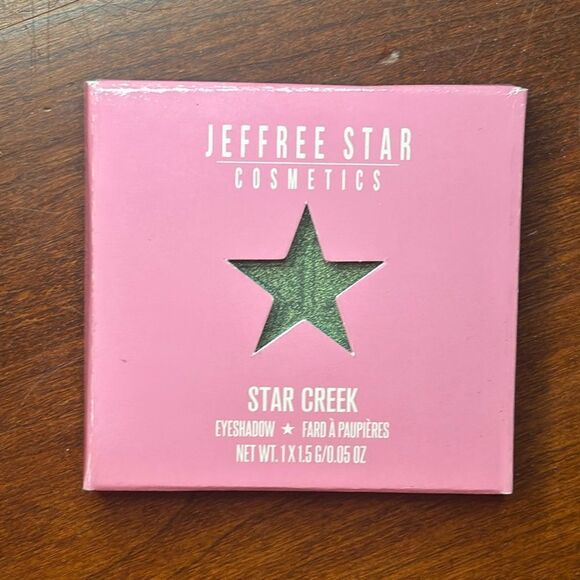 JEFFREE STAR
COSMETICS
STAR CREEK
EYESHADOW ★ FARD À PAUPIÈRES
NET WT. 1 X 1.5 G/0.05 OZ